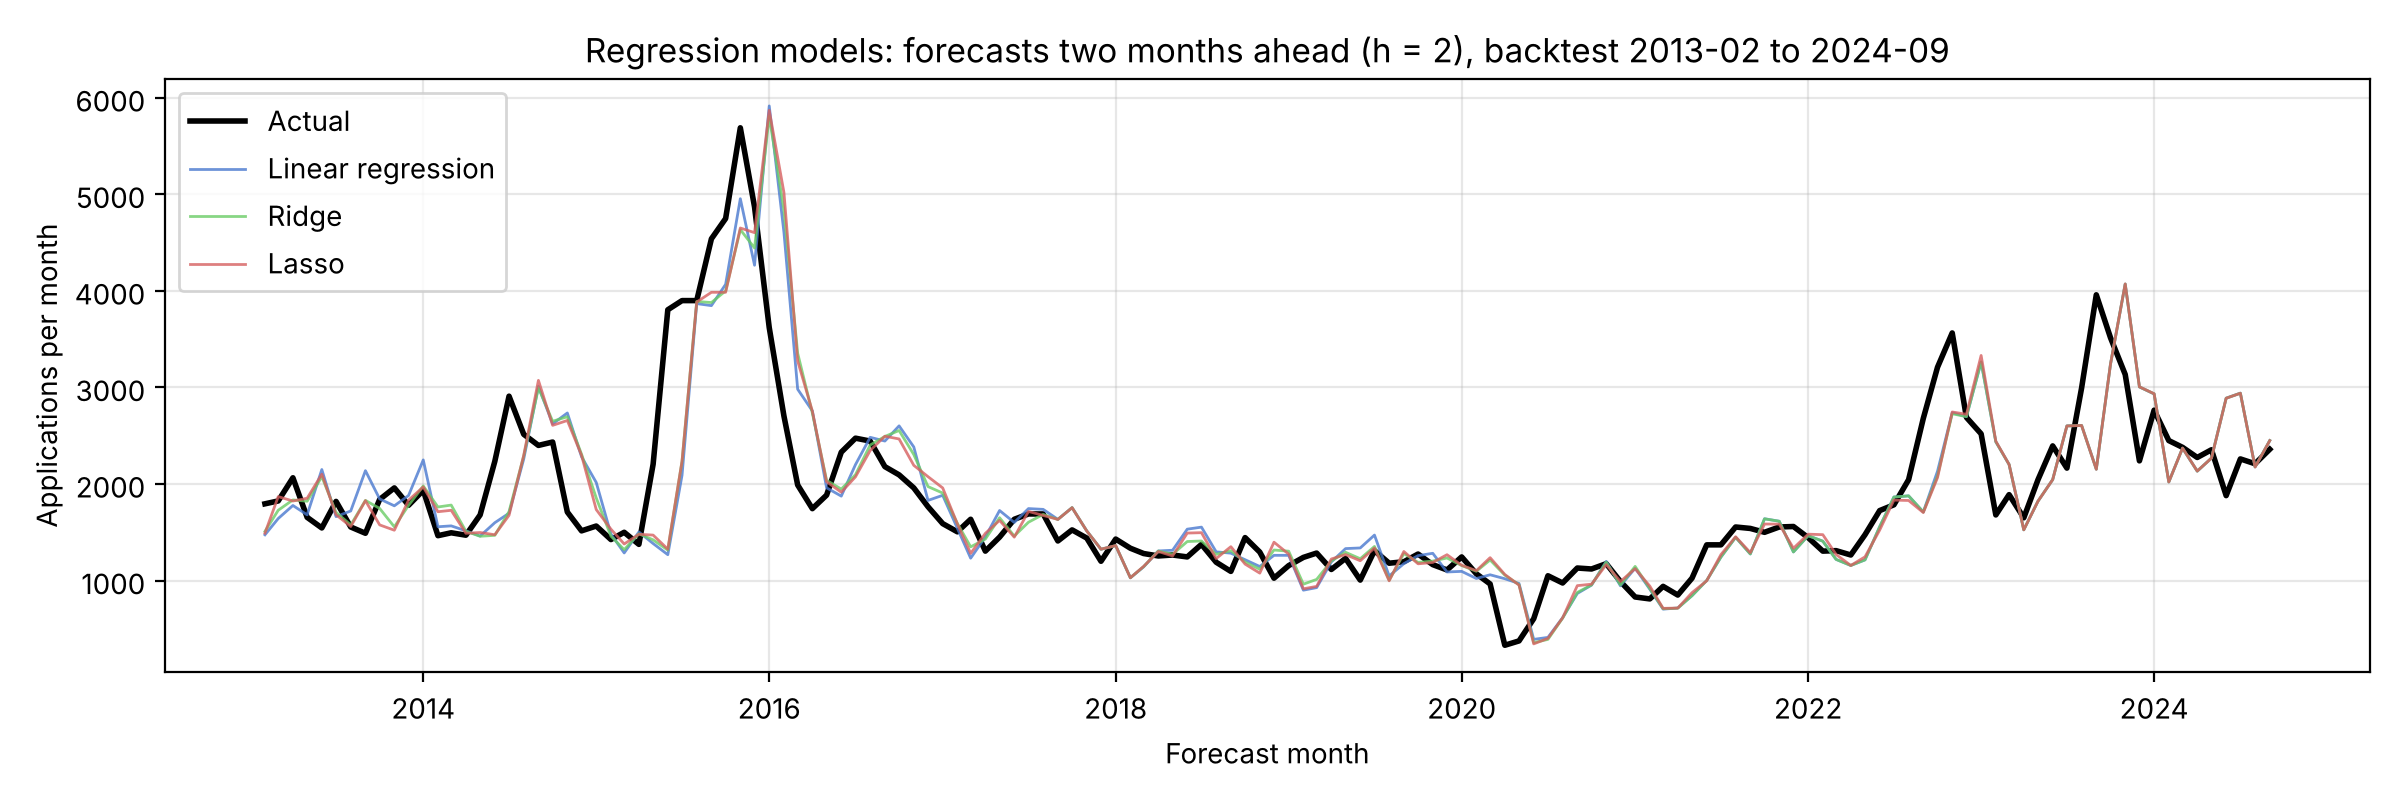 Regression models: forecasts two months ahead (h = 2), backtest 2013-02 to 2024-09
Actual
Linear regression
Ridge
Lasso
Applications per month
6000
5000
4000
3000
2000
1000
2014 2016 2018 2020 2022 2024
Forecast month